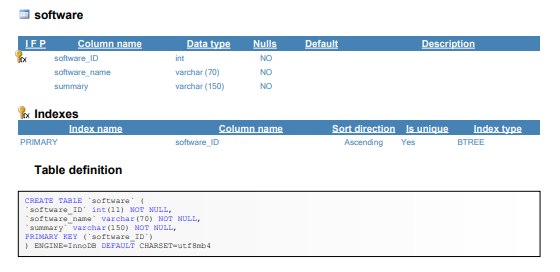 software
I F P Column name Data type Nulls Default Description
software_ID int NO
software_name varchar (70) NO
summary varchar (150) NO
Indexes
Index name Column name Sort direction Is unique Index type
PRIMARY software_ID Ascending Yes BTREE
Table definition
CREATE TABLE `software` (
`software_ID` int(11) NOT NULL,
`software_name` varchar(70) NOT NULL,
`summary` varchar(150) NOT NULL,
PRIMARY KEY (`software_ID`)
) ENGINE=InnoDB DEFAULT CHARSET=utf8mb4